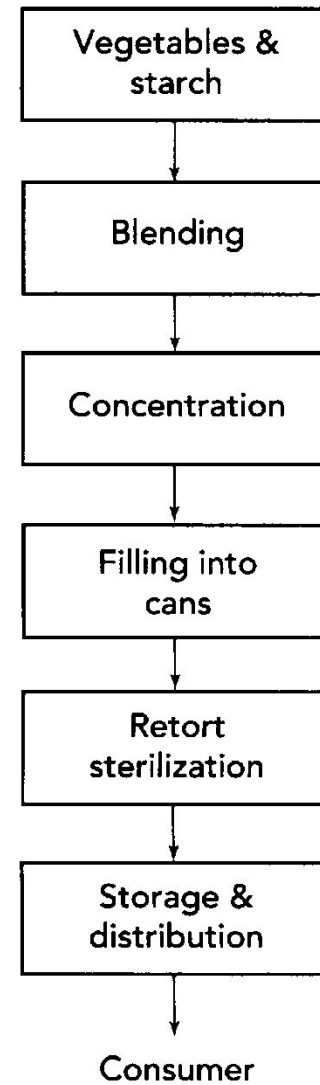 Vegetables &
starch
Blending
Concentration
Filling into
cans
Retort
sterilization
Storage &
distribution
Consumer